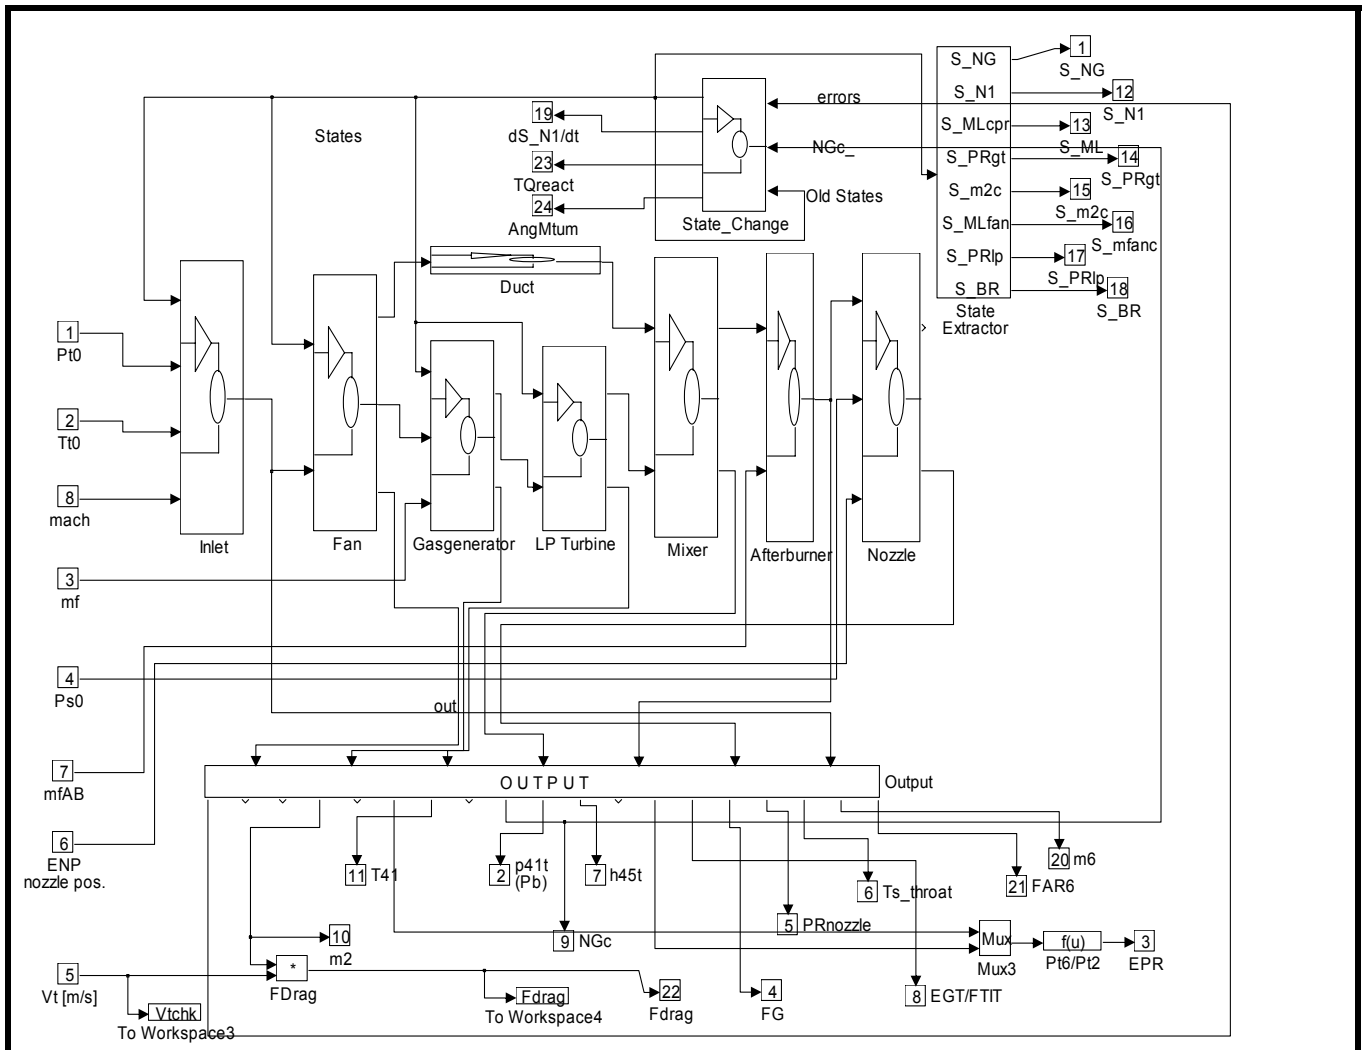 S_NG
1
S_NG
S_N1
12
S_N1
S_MLcpr
13
S_ML
S_PRgt
14
S_PRgt
S_m2c
15
S_m2c
S_MLfan
16
S_mfanc
S_PRlp
17
S_PRlp
S_BR
18
S_BR
State
Extractor
errors
NGc_
Old States
State_Change
19
dS_N1/dt
23
TQreact
24
AngMtum
States
Duct
1
Pt0
2
Tt0
8
mach
3
mf
4
Ps0
7
mfAB
6
ENP
nozzle pos.
5
Vt [m/s]
Inlet
Fan
Gasgenerator
LP Turbine
Mixer
Afterburner
Nozzle
out
O U T P U T
Output
11
T41
2
p41t
(Pb)
7
h45t
6
Ts_throat
20
m6
21
FAR6
5
PRnozzle
9
NGc
10
m2
*
FDrag
Vtchk
To Workspace3
Fdrag
To Workspace4
22
Fdrag
4
FG
8
EGT/FTIT
Mux
Mux3
f(u)
Pt6/Pt2
3
EPR